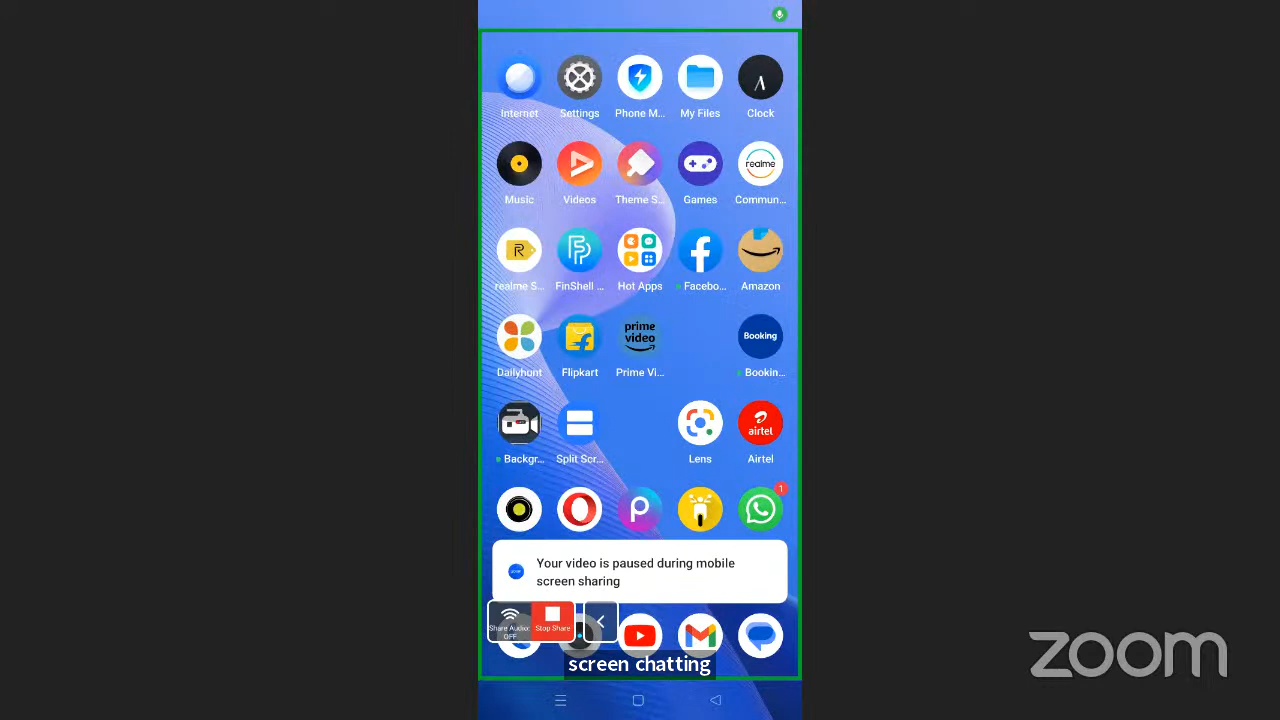 Internet
Settings
Phone M...
My Files
Clock
realme
Music
Videos
Theme S...
Games
Commun...
R
realme S...
FinShell ...
Hot Apps
Facebo...
Amazon
prime
video
Booking
Dailyhunt
Flipkart
Prime Vi...
Bookin...
airtel
Backgr...
Split Scr...
Lens
Airtel
1
Your video is paused during mobile
screen sharing
Share Audio:
OFF
Stop Share
screen chatting
zoom